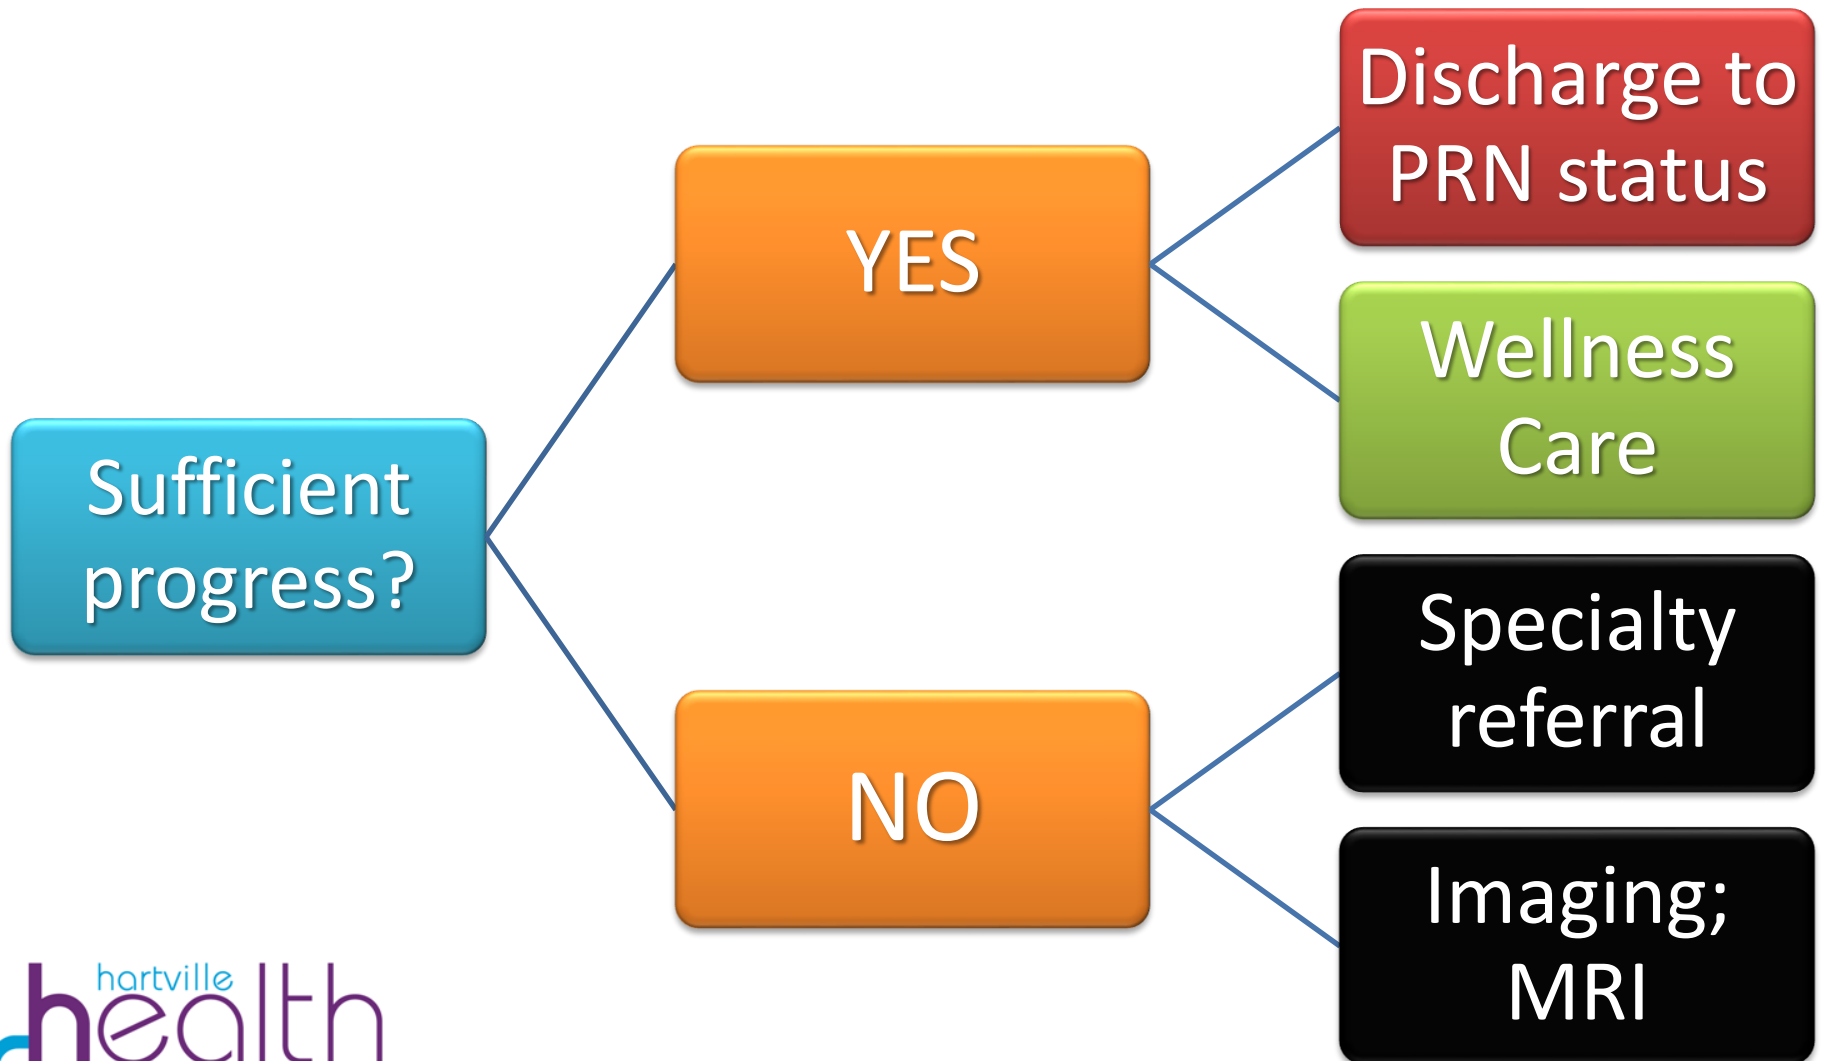 Sufficient
progress?
YES
NO
Discharge to
PRN status
Wellness
Care
Specialty
referral
Imaging;
MRI
hartville
health